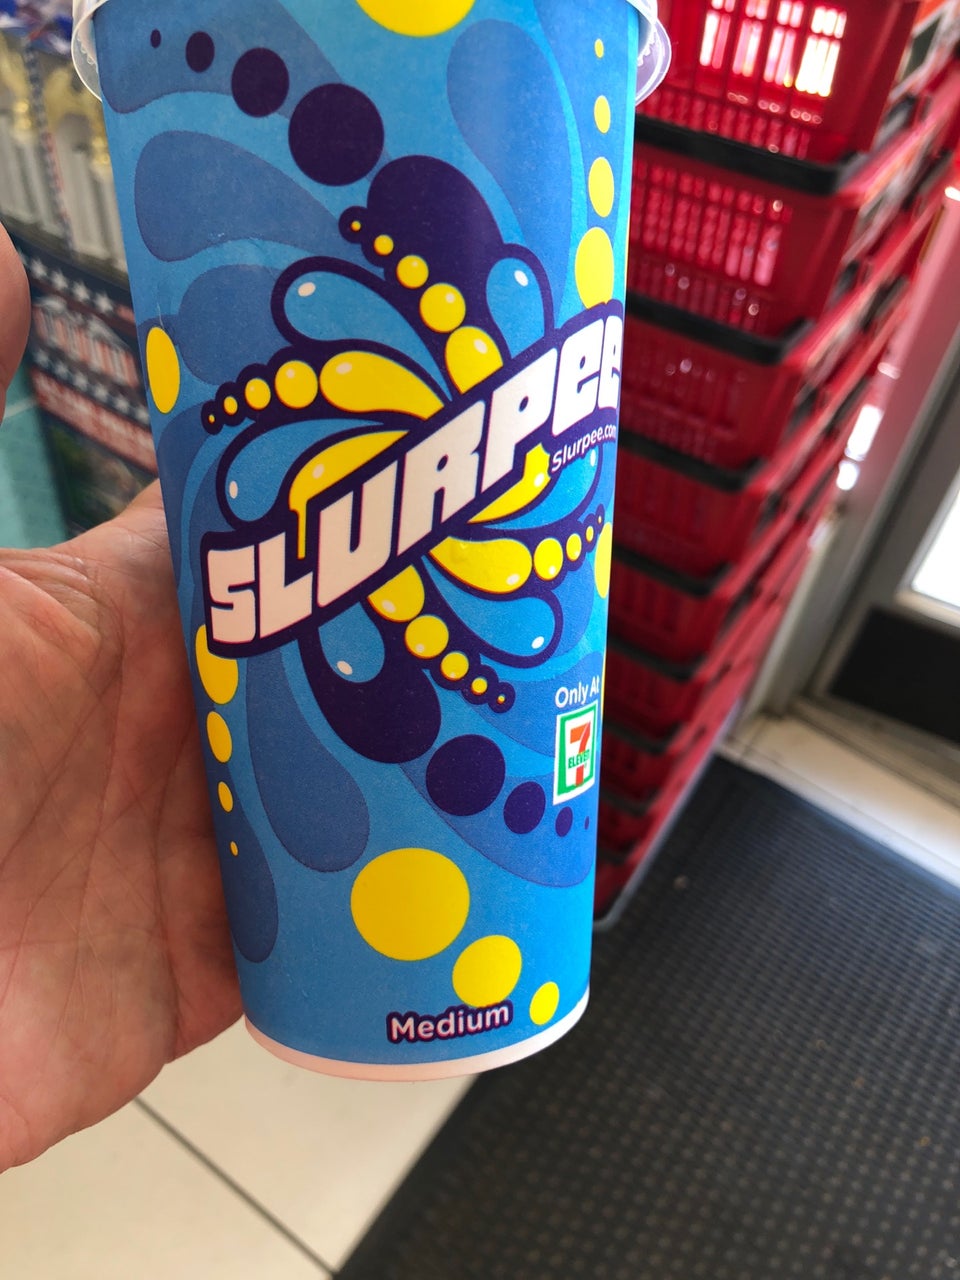 SLURPEE
Slurpee.com
Only At
7
ELEVEN
Medium